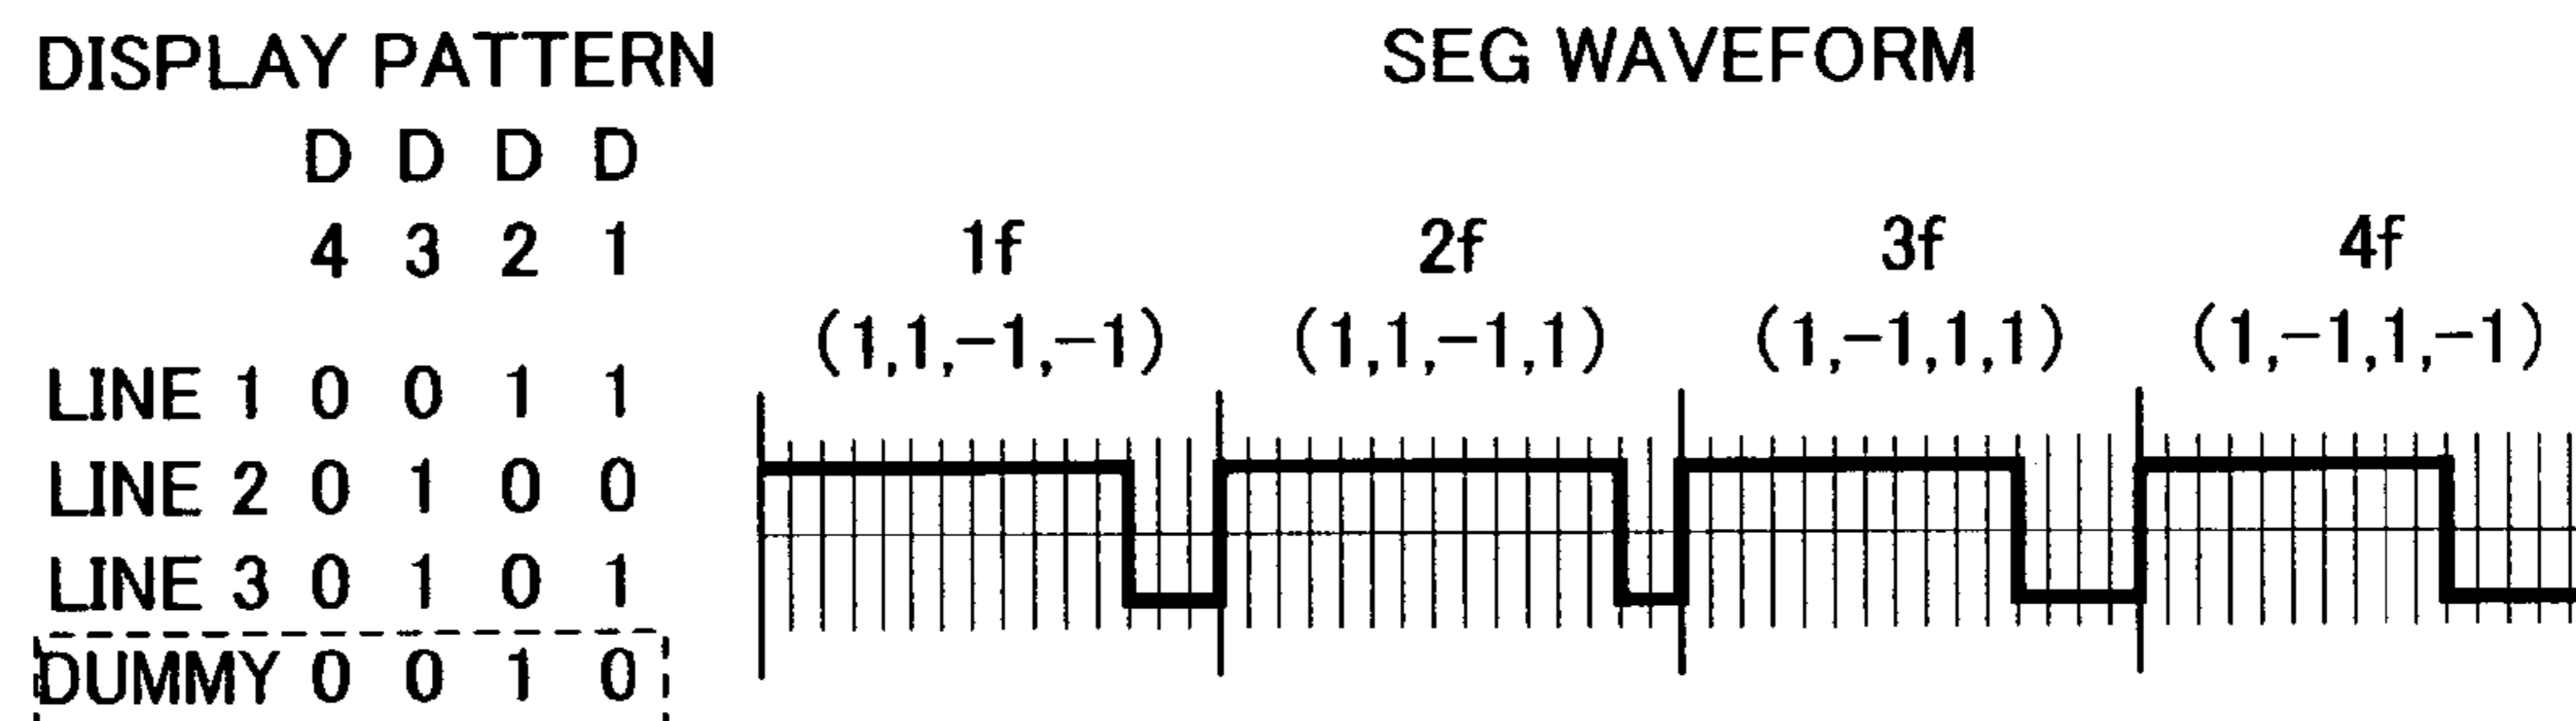 DISPLAY PATTERN SEG WAVEFORM
D D D D
4 3 2 1 1f 2f 3f 4f
(1,1,-1,-1) (1,1,-1,1) (1,-1,1,1) (1,-1,1,-1)
LINE 1 0 0 1 1
LINE 2 0 1 0 0
LINE 3 0 1 0 1
DUMMY 0 0 1 0